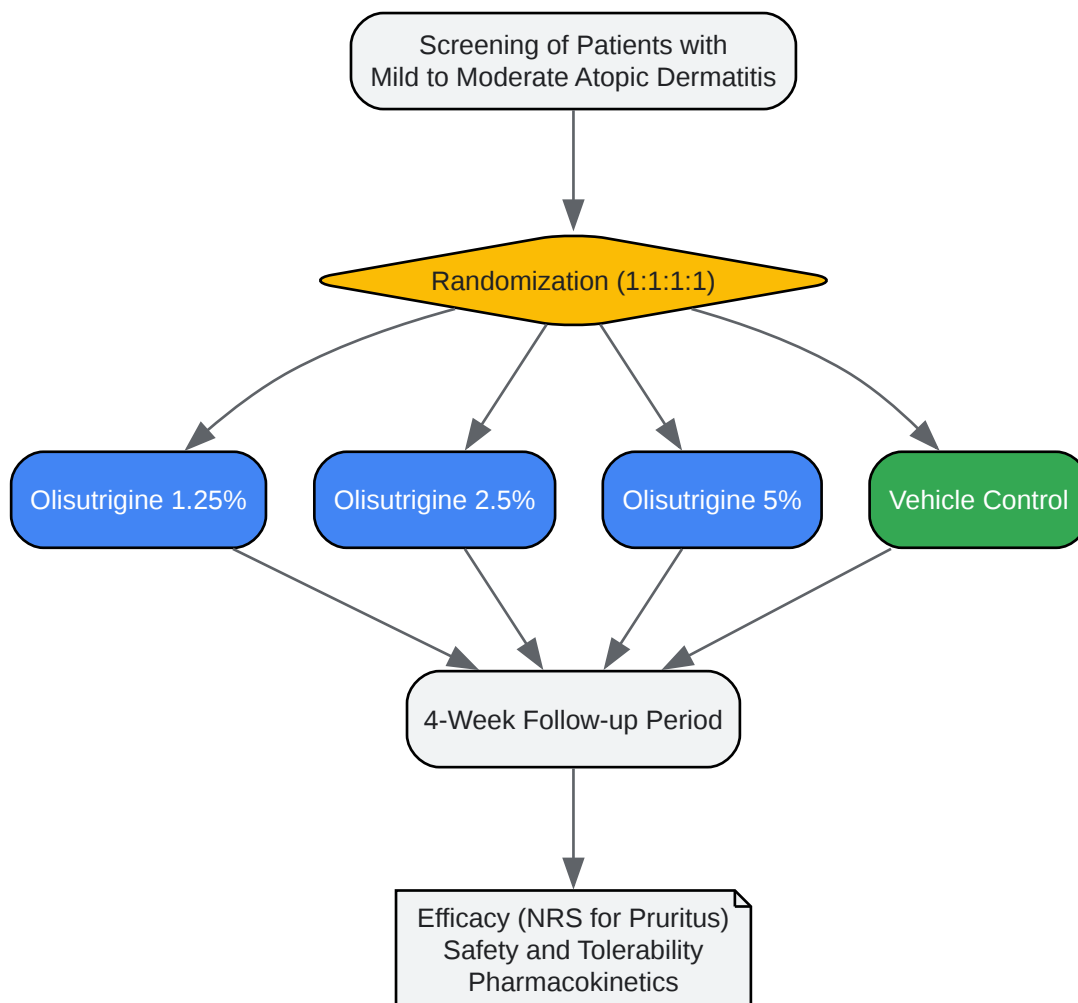 Screening of Patients with
Mild to Moderate Atopic Dermatitis
Randomization (1:1:1:1)
Olisutrigine 1.25%
Olisutrigine 2.5%
Olisutrigine 5%
Vehicle Control
4-Week Follow-up Period
Efficacy (NRS for Pruritus)
Safety and Tolerability
Pharmacokinetics